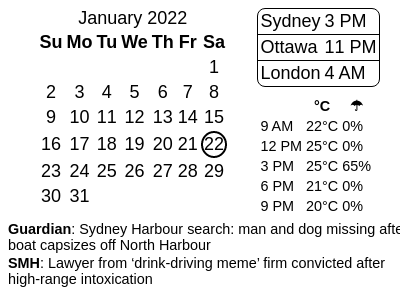 January 2022
Su Mo Tu We Th Fr Sa
1
2 3 4 5 6 7 8
9 10 11 12 13 14 15
16 17 18 19 20 21 22
23 24 25 26 27 28 29
30 31
Sydney 3 PM
Ottawa 11 PM
London 4 AM
°C ☂
9 AM 22°C 0%
12 PM 25°C 0%
3 PM 25°C 65%
6 PM 21°C 0%
9 PM 20°C 0%
Guardian: Sydney Harbour search: man and dog missing afte
boat capsizes off North Harbour
SMH: Lawyer from ‘drink-driving meme’ firm convicted after
high-range intoxication